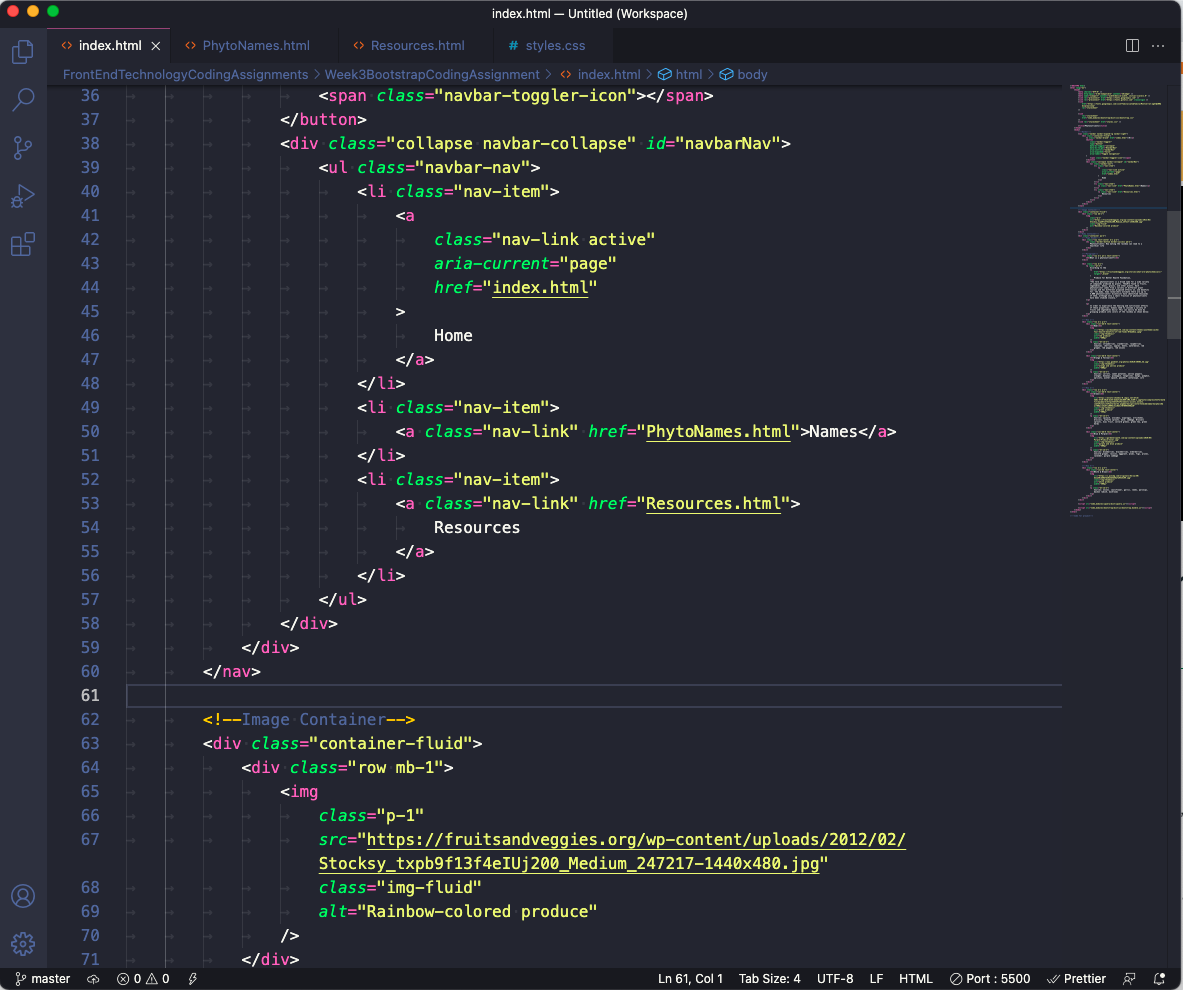 index.html — Untitled (Workspace)
index.html PhytoNames.html Resources.html # styles.css
FrontEndTechnologyCodingAssignments > Week3BootstrapCodingAssignment > index.html > html > body
36 <span class="navbar-toggler-icon"></span>
37 </button>
38 <div class="collapse navbar-collapse" id="navbarNav">
39 <ul class="navbar-nav">
40 <li class="nav-item">
41 <a
42 class="nav-link active"
43 aria-current="page"
44 href="index.html"
45 >
46 Home
47 </a>
48 </li>
49 <li class="nav-item">
50 <a class="nav-link" href="PhytoNames.html">Names</a>
51 </li>
52 <li class="nav-item">
53 <a class="nav-link" href="Resources.html">
54 Resources
55 </a>
56 </li>
57 </ul>
58 </div>
59 </div>
60 </nav>
61
62 <!--Image Container-->
63 <div class="container-fluid">
64 <div class="row mb-1">
65 <img
66 class="p-1"
67 src="https://fruitsandveggies.org/wp-content/uploads/2012/02/
Stocksy_txpb9f13f4eIUj200_Medium_247217-1440x480.jpg"
68 class="img-fluid"
69 alt="Rainbow-colored produce"
70 />
71 </div>
master 0 0 Ln 61, Col 1 Tab Size: 4 UTF-8 LF HTML Port : 5500 Prettier